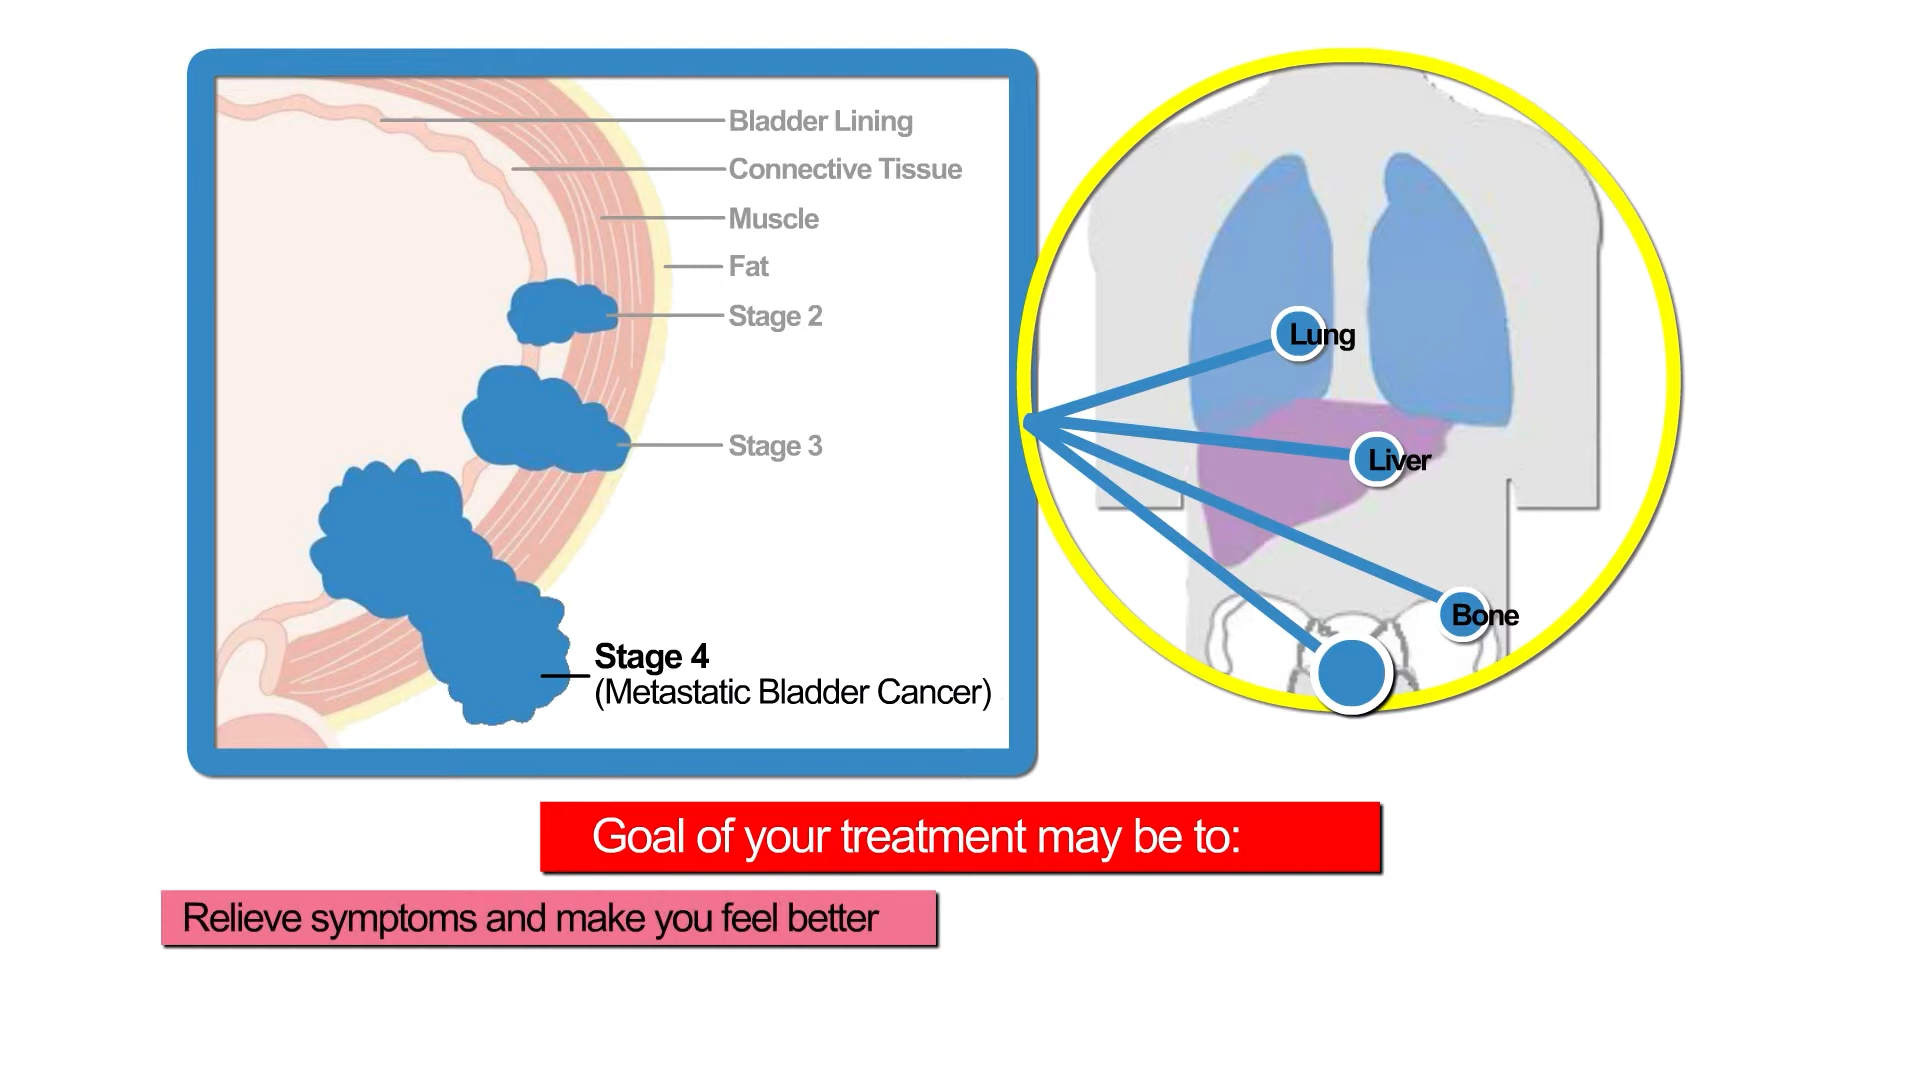 Bladder Lining
Connective Tissue
Muscle
Fat
Stage 2
Stage 3
Stage 4
(Metastatic Bladder Cancer)
Lung
Liver
Bone
Goal of your treatment may be to:
Relieve symptoms and make you feel better